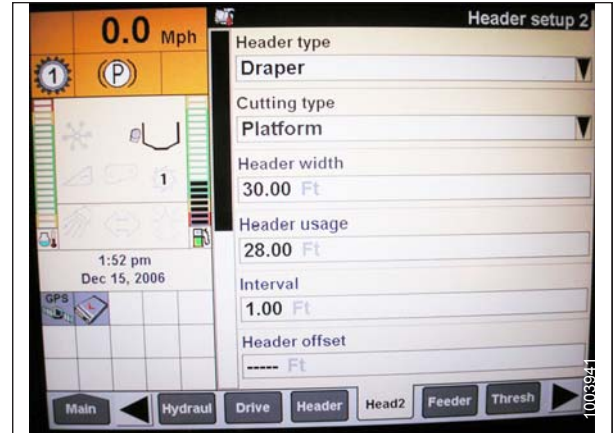 0.0 Mph
Header setup 2
1
(P)
Header type
Draper
Cutting type
Platform
Header width
30.00 Ft
1
Header usage
28.00 Ft
1:52 pm
Dec 15, 2006
Interval
1.00 Ft
GPS
Header offset
----- Ft
Main
Hydraul
Drive
Header
Head2
Feeder
Thresh
1003941